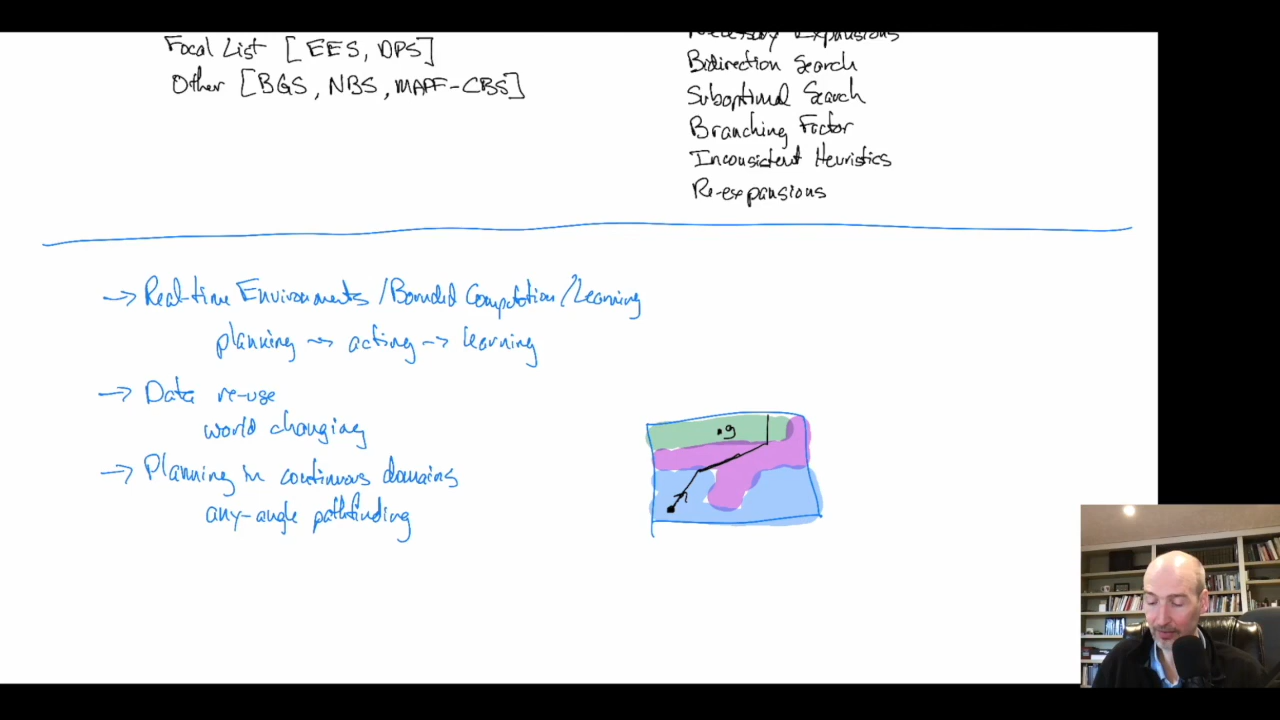 Focal List [EES, DPS]
Other [BGS, NBS, MAPF-CBS]
Necessary Expansions
Bidirection Search
Suboptimal Search
Branching Factor
Inconsistent Heuristics
Re-expansions
→ Real-time Environments/Bounded Computation/Learning
planning → acting → learning
→ Data re-use
world changing
→ Planning in continuous domains
any-angle pathfinding
g